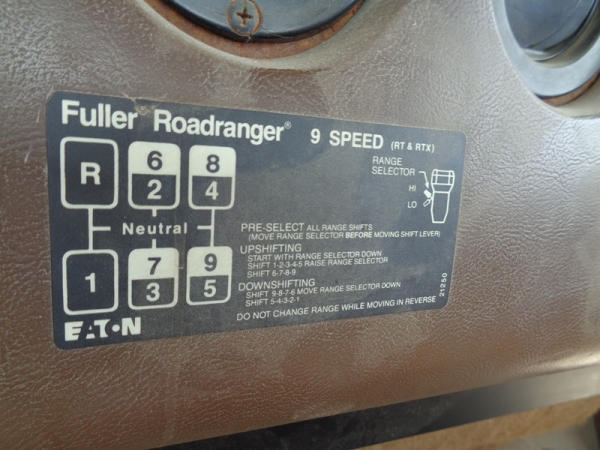 Fuller Roadranger® 9 SPEED (RT & RTX)
R 6 8
2 4
Neutral
7 9
1 3 5
RANGE
SELECTOR
HI
LO
PRE-SELECT ALL RANGE SHIFTS
(MOVE RANGE SELECTOR BEFORE MOVING SHIFT LEVER)
UPSHIFTING
START WITH RANGE SELECTOR DOWN
SHIFT 1-2-3-4-5 RAISE RANGE SELECTOR
SHIFT 6-7-8-9
DOWNSHIFTING
SHIFT 9-8-7-6 MOVE RANGE SELECTOR DOWN
SHIFT 5-4-3-2-1
DO NOT CHANGE RANGE WHILE MOVING IN REVERSE
21250
EATON